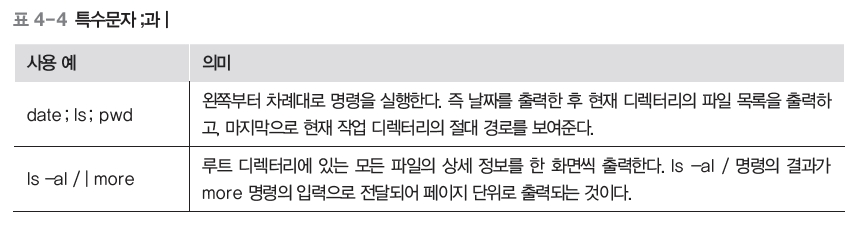 표 4-4 특수문자 ;과 |
사용 예
의미
date; ls; pwd
왼쪽부터 차례대로 명령을 실행한다. 즉 날짜를 출력한 후 현재 디렉터리의 파일 목록을 출력하
고, 마지막으로 현재 작업 디렉터리의 절대 경로를 보여준다.
ls -al / | more
루트 디렉터리에 있는 모든 파일의 상세 정보를 한 화면씩 출력한다. ls -al / 명령의 결과가
more 명령의 입력으로 전달되어 페이지 단위로 출력되는 것이다.